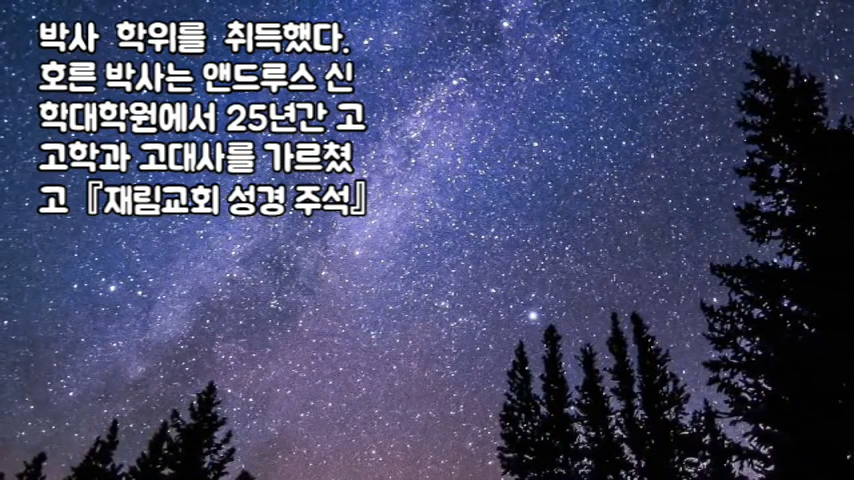 박사 학위를 취득했다.
호른 박사는 앤드루스 신
학대학원에서 25년간 고
고학과 고대사를 가르쳤
고 『재림교회 성경 주석』